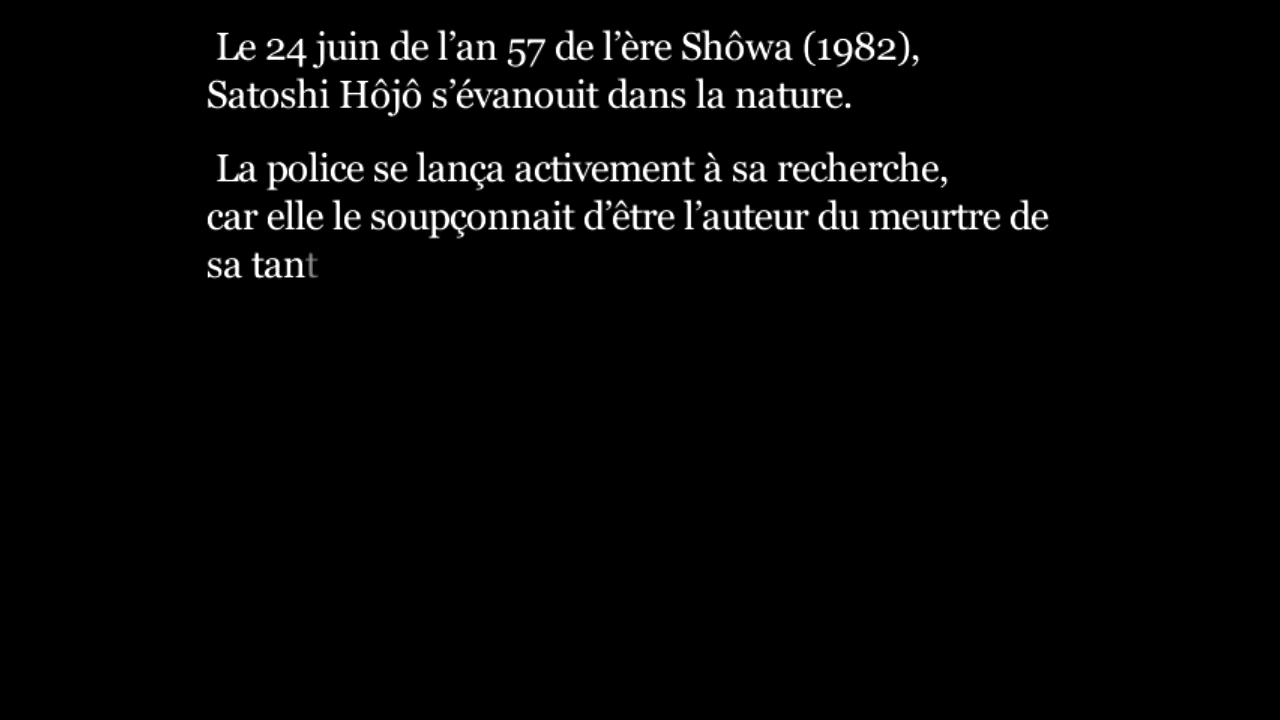 Le 24 juin de l’an 57 de l’ère Shôwa (1982),
Satoshi Hôjô s’évanouit dans la nature.
La police se lança activement à sa recherche,
car elle le soupçonnait d’être l’auteur du meurtre de
sa tant